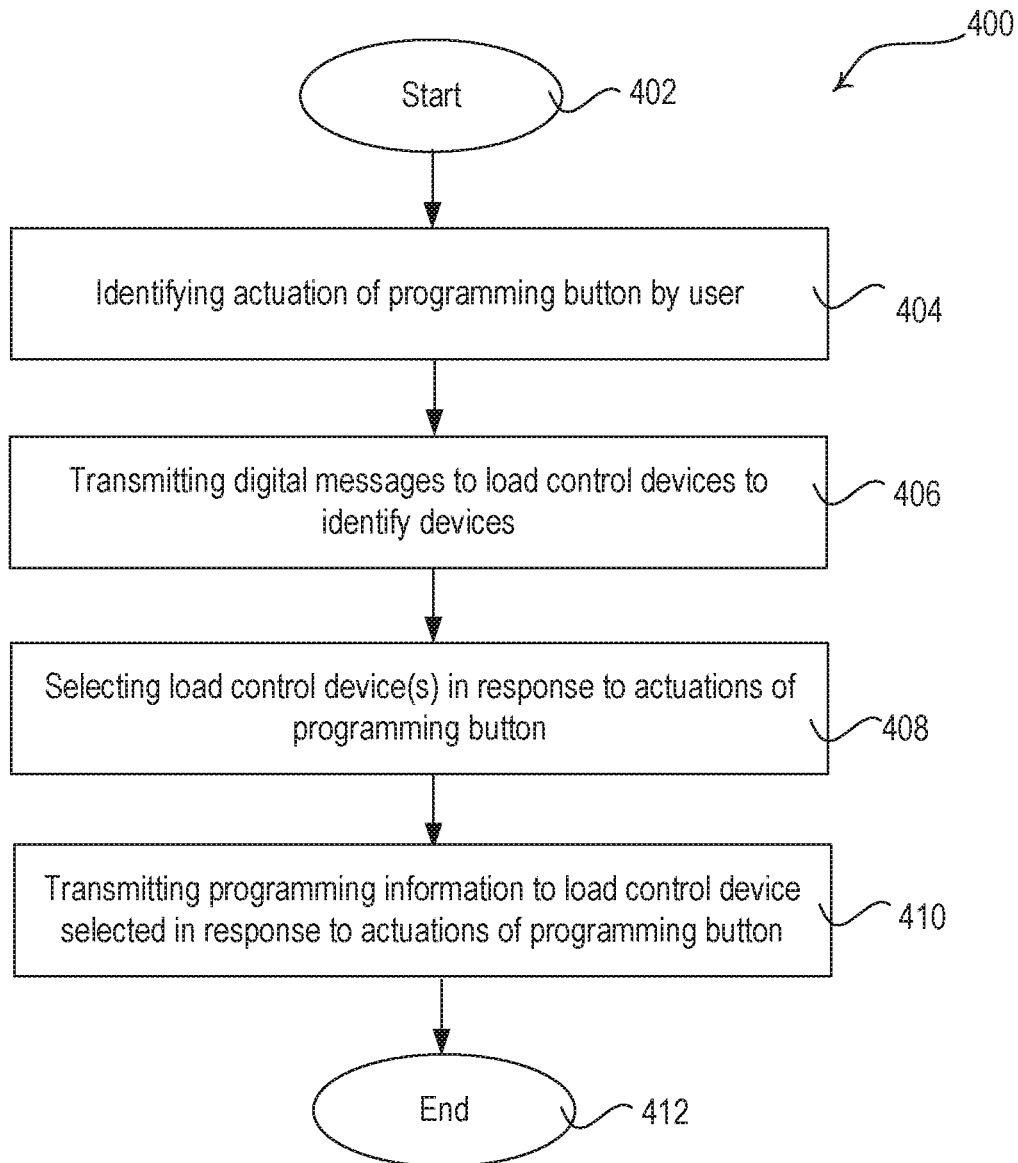 400
Start
402
Identifying actuation of programming button by user
404
Transmitting digital messages to load control devices to
identify devices
406
Selecting load control device(s) in response to actuations of
programming button
408
Transmitting programming information to load control device
selected in response to actuations of programming button
410
End
412